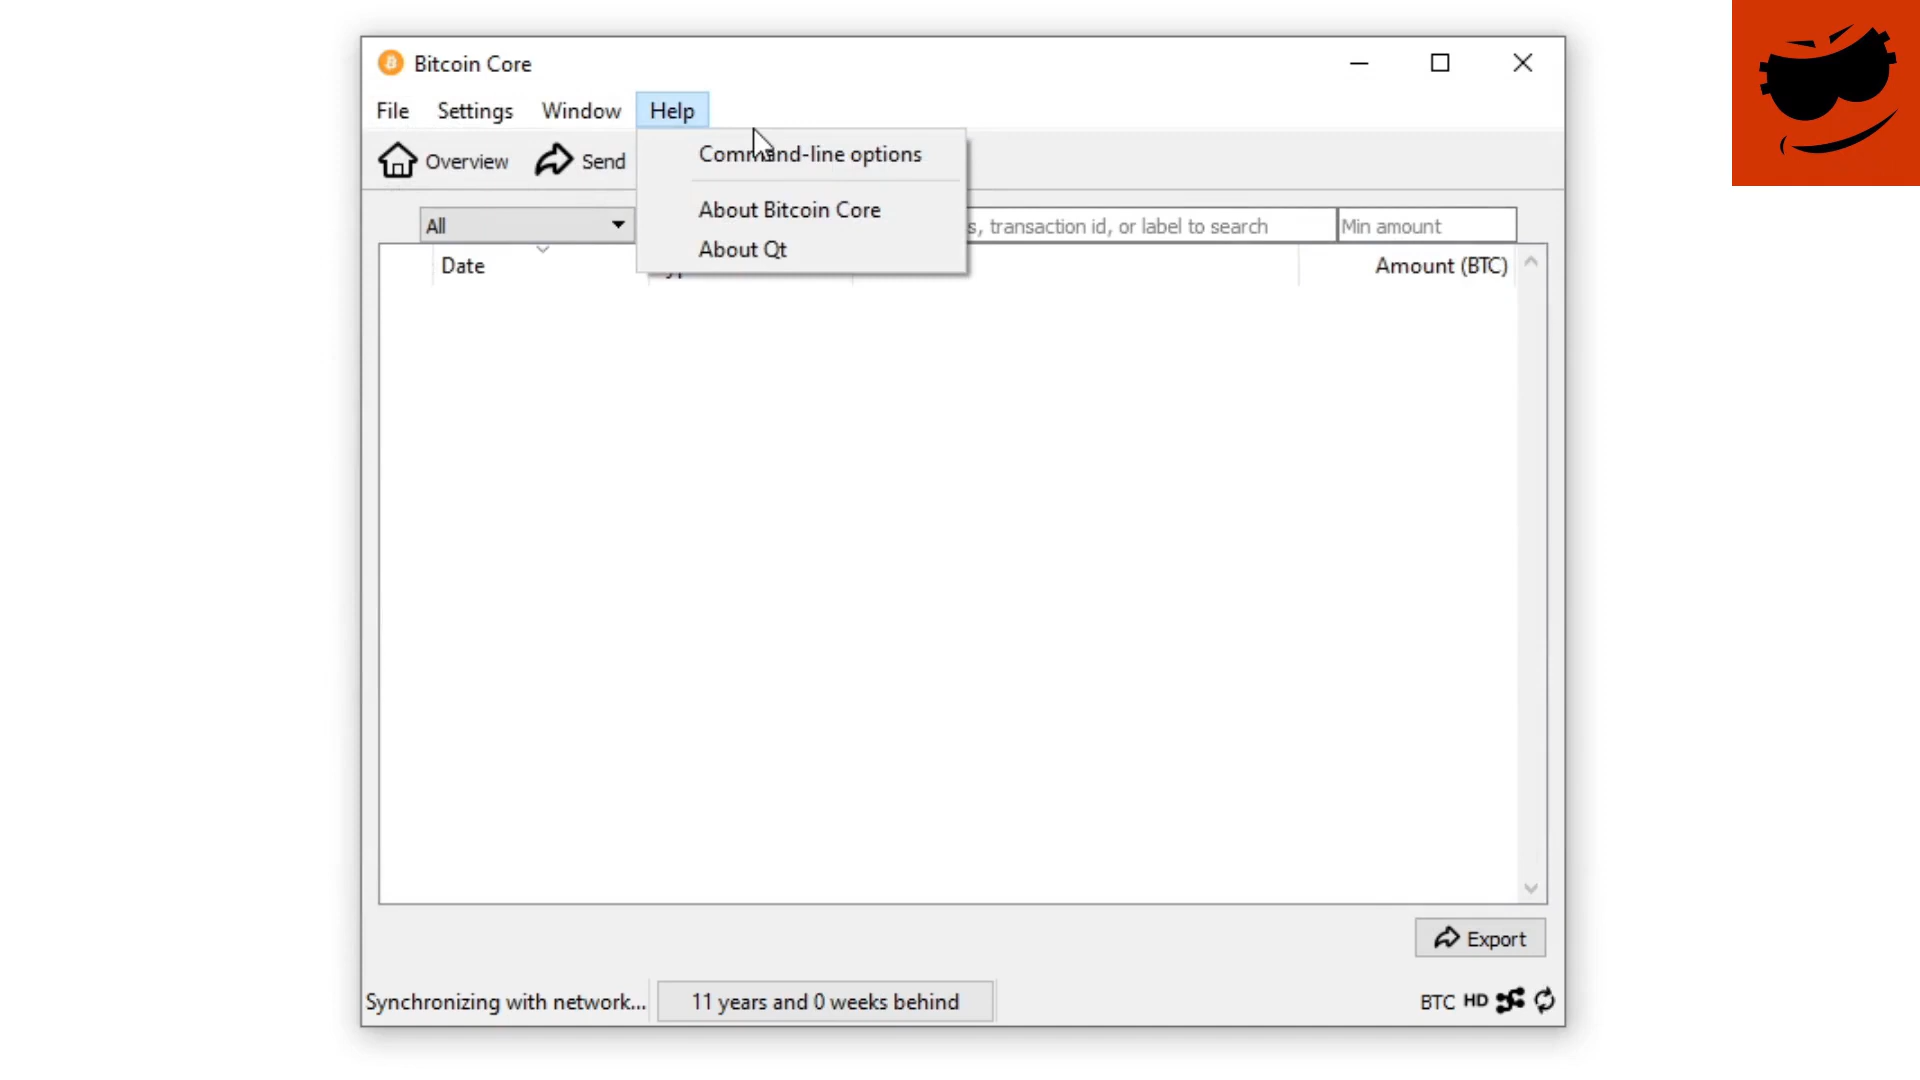 Bitcoin Core
File Settings Window Help
Overview Send
Command-line options
About Bitcoin Core
About Qt
All
s, transaction id, or label to search
Min amount
Date
Amount (BTC)
Export
Synchronizing with network...
11 years and 0 weeks behind
BTC HD